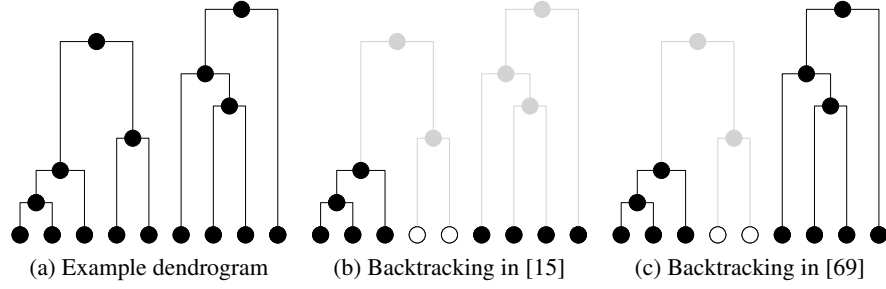 (a) Example dendrogram
(b) Backtracking in [15]
(c) Backtracking in [69]